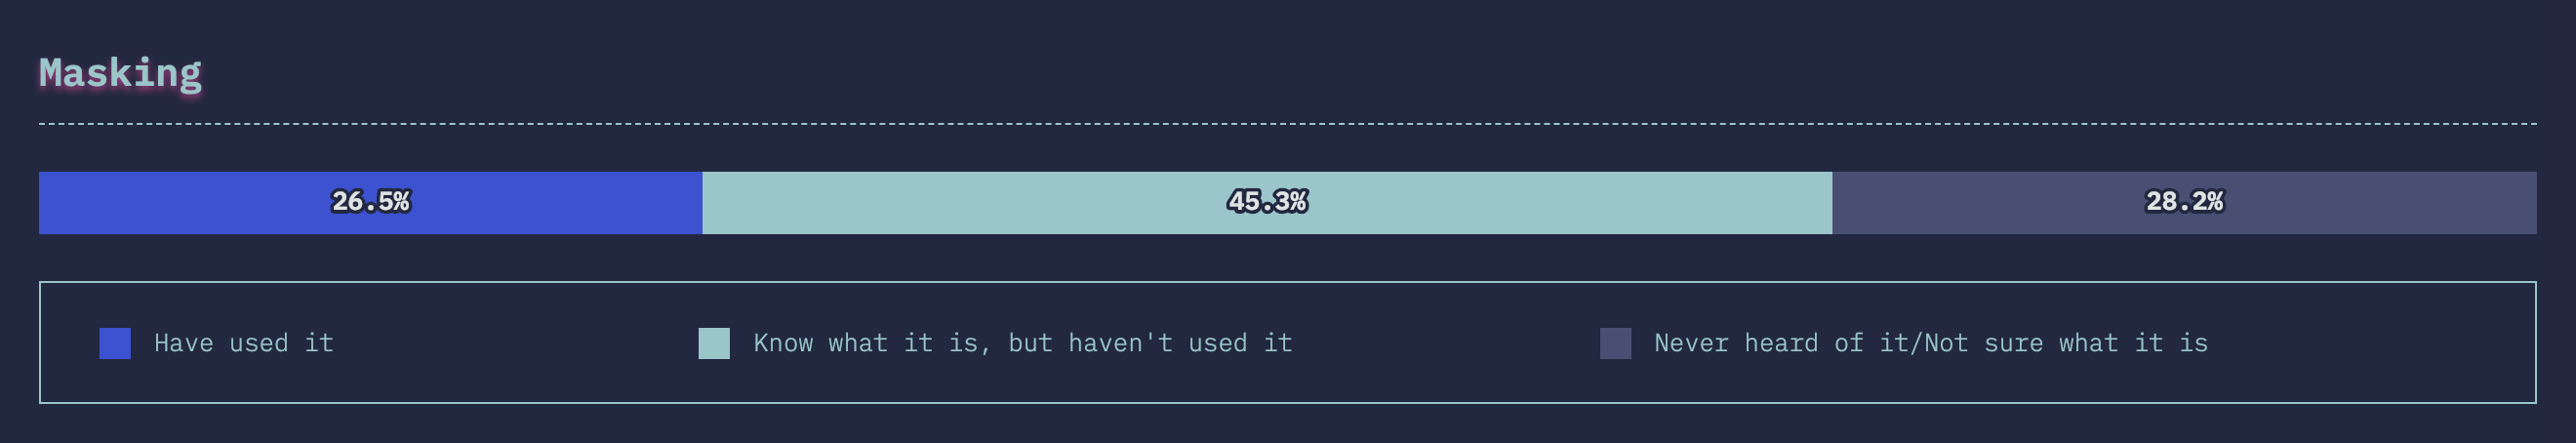 Masking
26.5% 45.3% 28.2%
Have used it Know what it is, but haven't used it Never heard of it/Not sure what it is